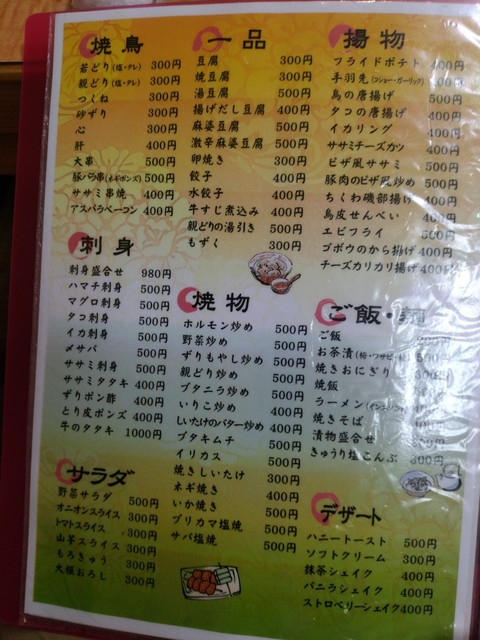 焼鳥
若どり(塩・タレ) 300円
親どり(塩・タレ) 300円
つくね 300円
砂ずり 300円
心 300円
肝 400円
大串 500円
豚バラ串(ネギポンズ) 500円
ササミ串焼 400円
アスパラベーコン 400円
刺身
刺身盛合せ 980円
ハマチ刺身 500円
マグロ刺身 500円
タコ刺身 500円
イカ刺身 500円
〆サバ 500円
ササミ刺身 500円
ササミタタキ 400円
ずりポン酢 400円
とり皮ポンズ 400円
牛のタタキ 1000円
サラダ
野菜サラダ 500円
オニオンスライス 300円
トマトスライス 300円
山芋スライス 300円
もろきゅう 300円
大根おろし 300円
一品
豆腐 300円
焼豆腐 300円
湯豆腐 300円
揚げだし豆腐 400円
麻婆豆腐 500円
激辛麻婆豆腐 500円
卵焼き 300円
餃子 400円
水餃子 400円
牛すじ煮込み 400円
親どりの湯引き 500円
もずく 300円
焼物
ホルモン炒め 500円
野菜炒め 500円
ずりもやし炒め 500円
親どり炒め 500円
ブタニラ炒め 500円
いりこ炒め 400円
しいたけのバター炒め 400円
ブタキムチ 500円
イリカス 500円
焼きしいたけ 300円
ネギ焼き 400円
いか焼き 500円
ブリカマ塩焼 500円
サバ塩焼 500円
揚物
フライドポテト 400円
手羽先(コショー・ガーリック)
鳥の唐揚げ 500円
タコの唐揚げ 400円
イカリング 400円
ササミチーズカツ 400円
ピザ風ササミ 500円
豚肉のピザ風炒め 500円
ちくわ磯部揚げ 400円
鳥皮せんべい 400円
エビフライ 500円
ゴボウのから揚げ 400円
チーズカリカリ揚げ 400円
ご飯・麺
ご飯
お茶漬
焼きおにぎり
焼飯
ラーメン
焼きそば
漬物盛合せ
きゅうり塩こんぶ 300円
デザート
ハニートースト 500円
ソフトクリーム 300円
抹茶シェイク 400円
バニラシェイク 400円
ストロベリーシェイク 400円